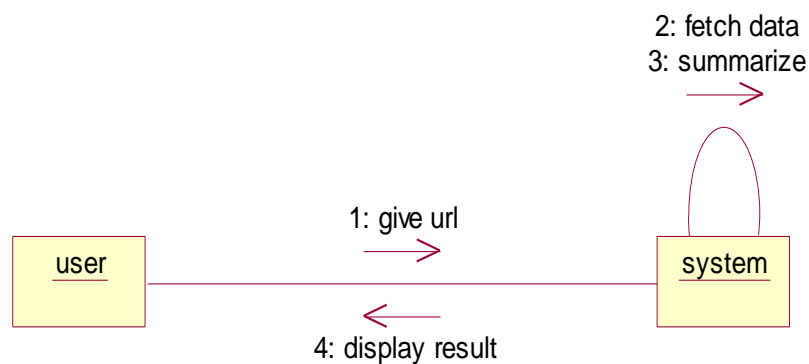 2: fetch data
3: summarize
1: give url
user
system
4: display result